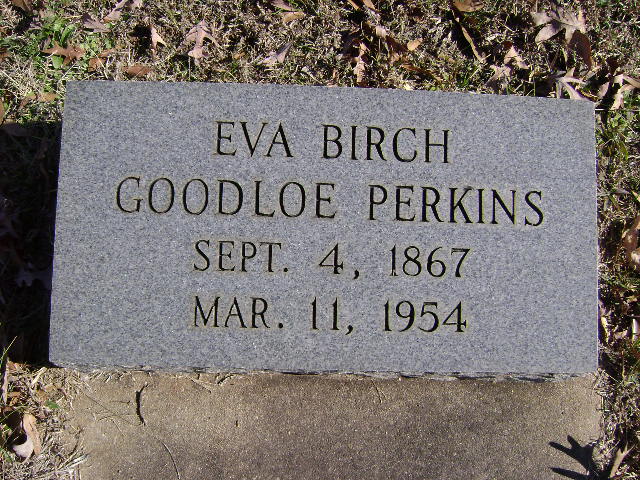 EVA BIRCH
GOODLOE PERKINS
SEPT. 4, 1867
MAR. 11, 1954